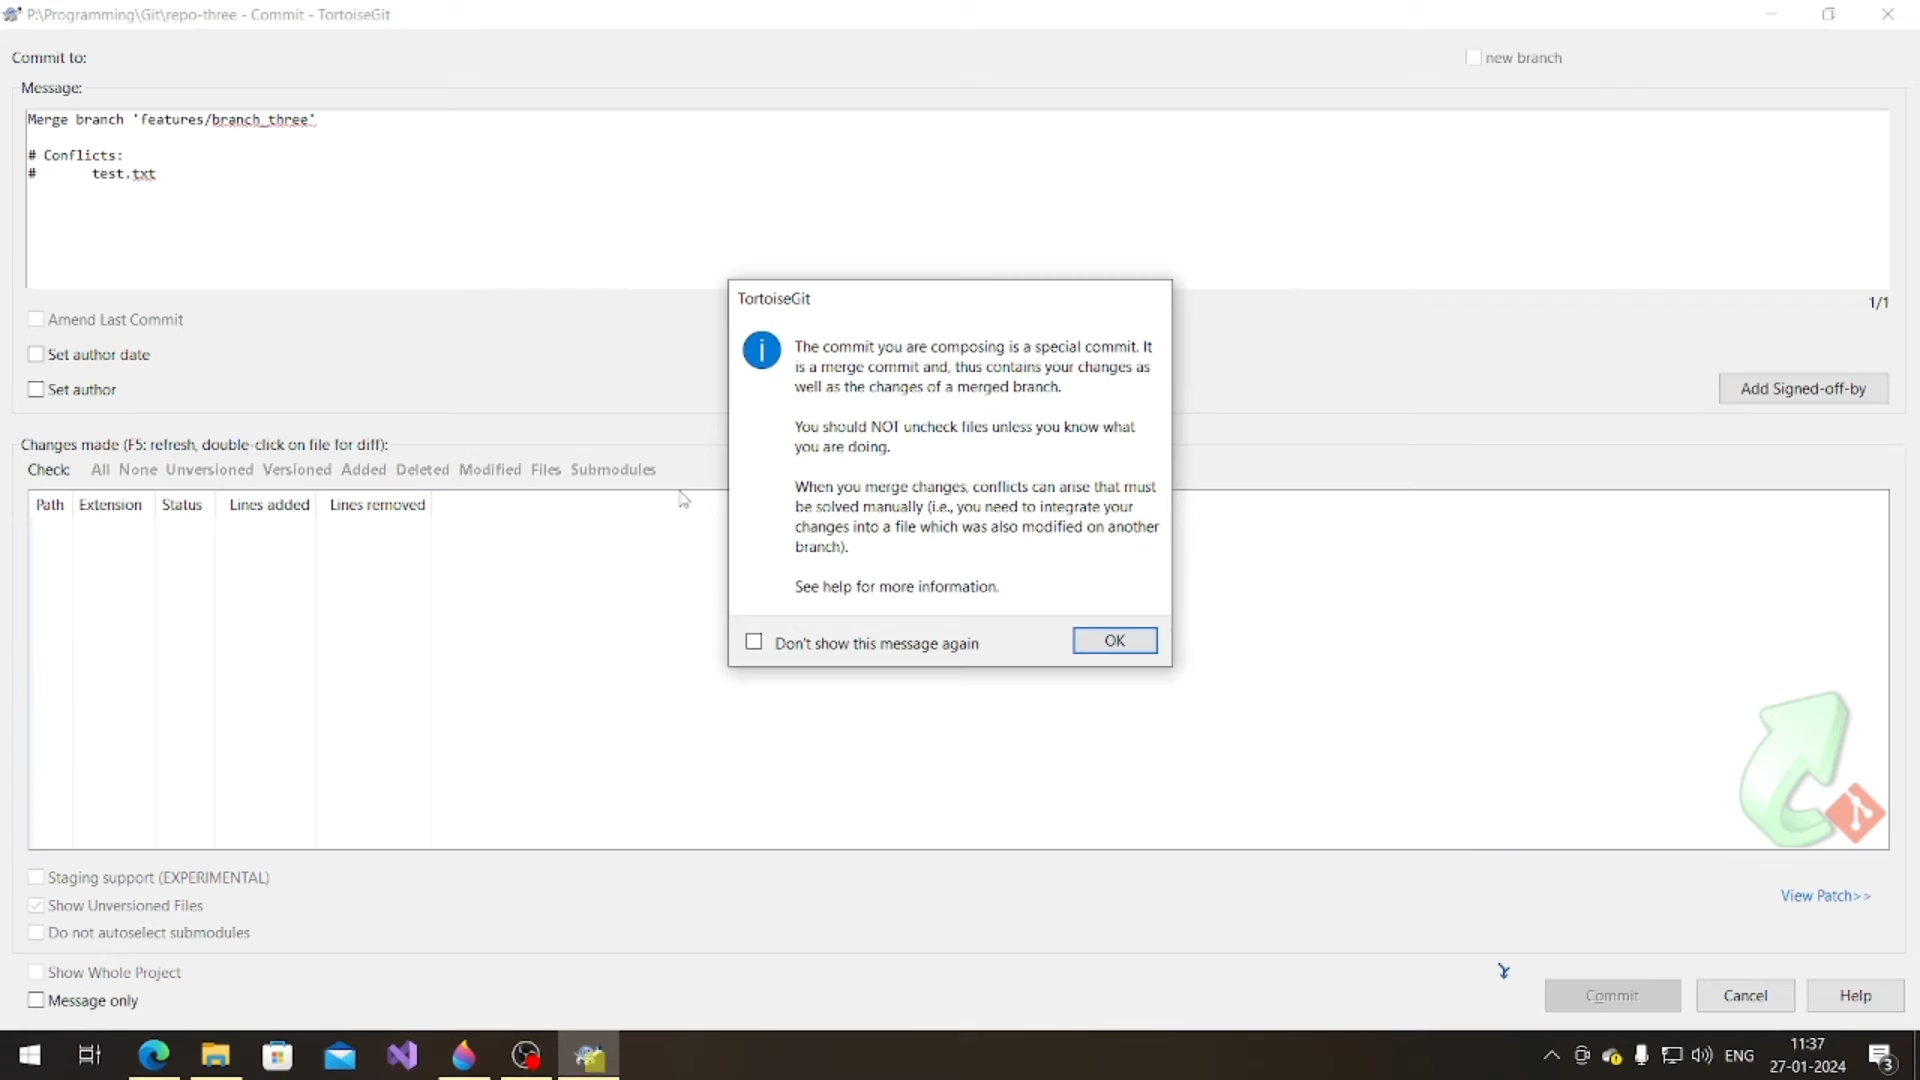 P:\Programming\Git\repo-three - Commit - TortoiseGit
Commit to:
new branch
Message:
Merge branch 'features/branch_three'
# Conflicts:
#	test.txt
1/1
Amend Last Commit
Set author date
Set author
Add Signed-off-by
TortoiseGit
The commit you are composing is a special commit. It
is a merge commit and, thus contains your changes as
well as the changes of a merged branch.
You should NOT uncheck files unless you know what
you are doing.
When you merge changes, conflicts can arise that must
be solved manually (i.e., you need to integrate your
changes into a file which was also modified on another
branch).
See help for more information.
Don't show this message again
OK
Changes made (F5: refresh, double-click on file for diff):
Check: All None Unversioned Versioned Added Deleted Modified Files Submodules
Path Extension Status Lines added Lines removed
Staging support (EXPERIMENTAL)
Show Unversioned Files
View Patch>>
Do not autoselect submodules
Show Whole Project
Message only
Commit Cancel Help
ENG
11:37
27-01-2024
3